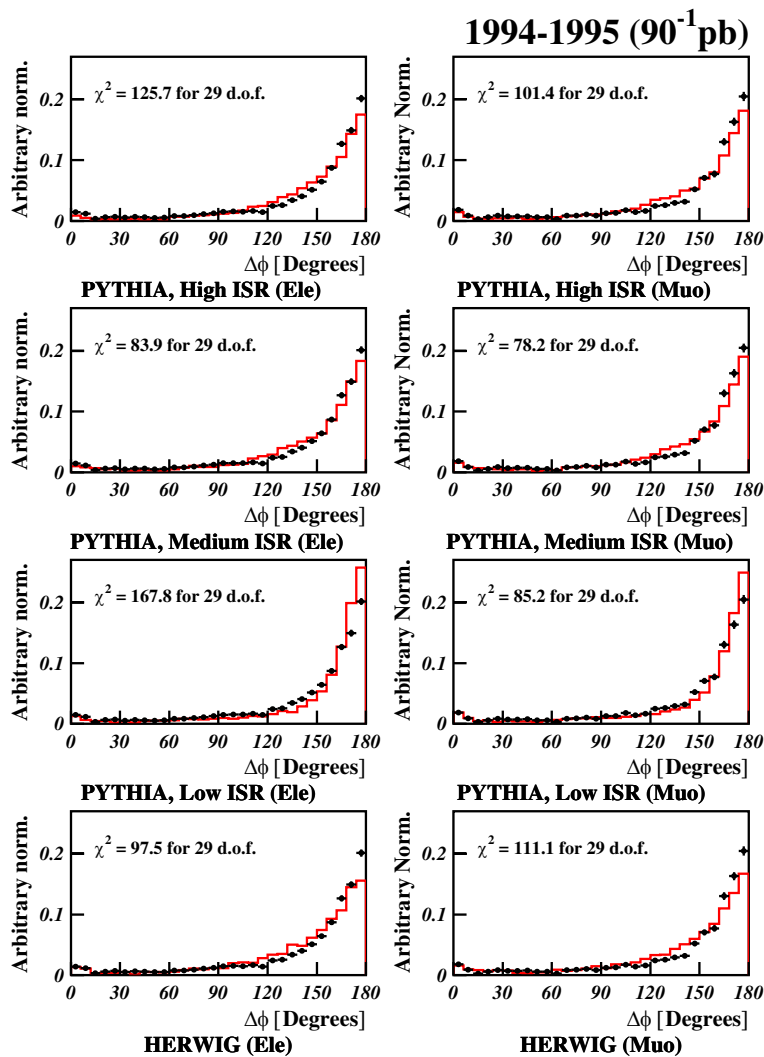 1994-1995 (90⁻¹pb)
Arbitrary norm.
χ² = 125.7 for 29 d.o.f.
0.2
0.1
0
0 30 60 90 120 150 180
Δϕ [Degrees]
PYTHIA, High ISR (Ele)
Arbitrary Norm.
χ² = 101.4 for 29 d.o.f.
0.2
0.1
0
0 30 60 90 120 150 180
Δϕ [Degrees]
PYTHIA, High ISR (Muo)
Arbitrary norm.
χ² = 83.9 for 29 d.o.f.
0.2
0.1
0
0 30 60 90 120 150 180
Δϕ [Degrees]
PYTHIA, Medium ISR (Ele)
Arbitrary Norm.
χ² = 78.2 for 29 d.o.f.
0.2
0.1
0
0 30 60 90 120 150 180
Δϕ [Degrees]
PYTHIA, Medium ISR (Muo)
Arbitrary norm.
χ² = 167.8 for 29 d.o.f.
0.2
0.1
0
0 30 60 90 120 150 180
Δϕ [Degrees]
PYTHIA, Low ISR (Ele)
Arbitrary Norm.
χ² = 85.2 for 29 d.o.f.
0.2
0.1
0
0 30 60 90 120 150 180
Δϕ [Degrees]
PYTHIA, Low ISR (Muo)
Arbitrary norm.
χ² = 97.5 for 29 d.o.f.
0.2
0.1
0
0 30 60 90 120 150 180
Δϕ [Degrees]
HERWIG (Ele)
Arbitrary Norm.
χ² = 111.1 for 29 d.o.f.
0.2
0.1
0
0 30 60 90 120 150 180
Δϕ [Degrees]
HERWIG (Muo)